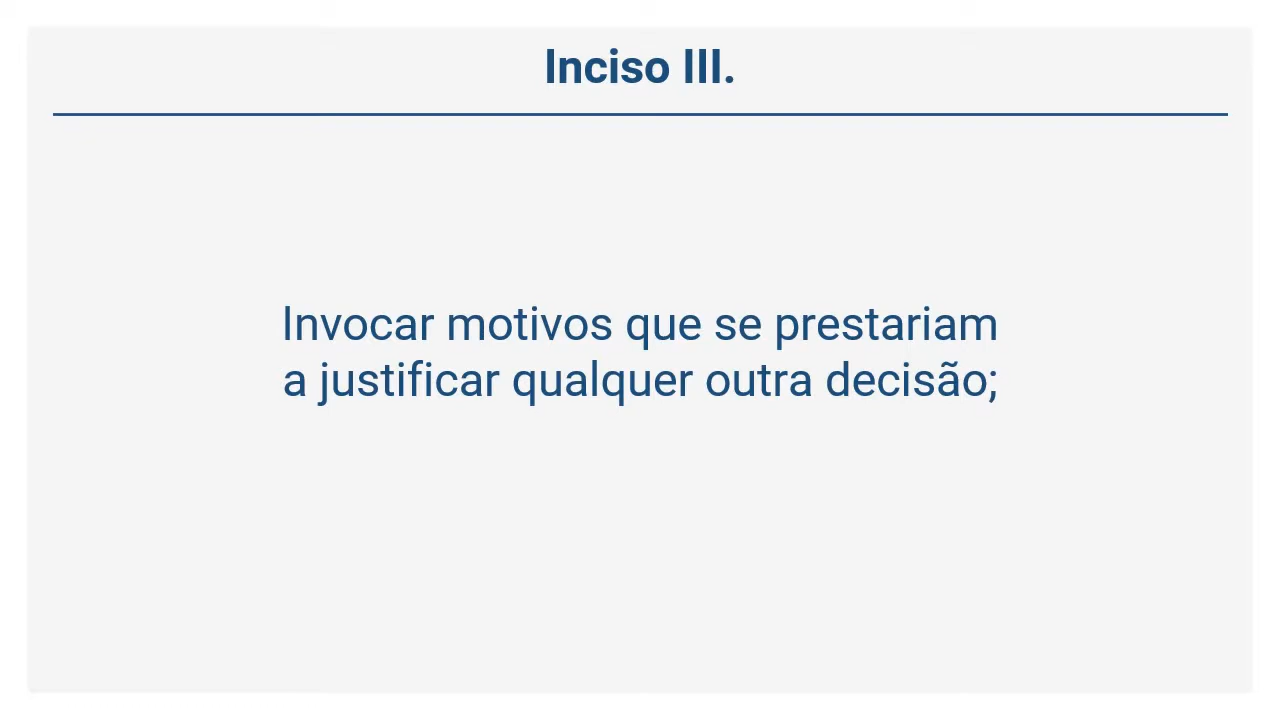 Inciso III.
Invocar motivos que se prestariam
a justificar qualquer outra decisão;